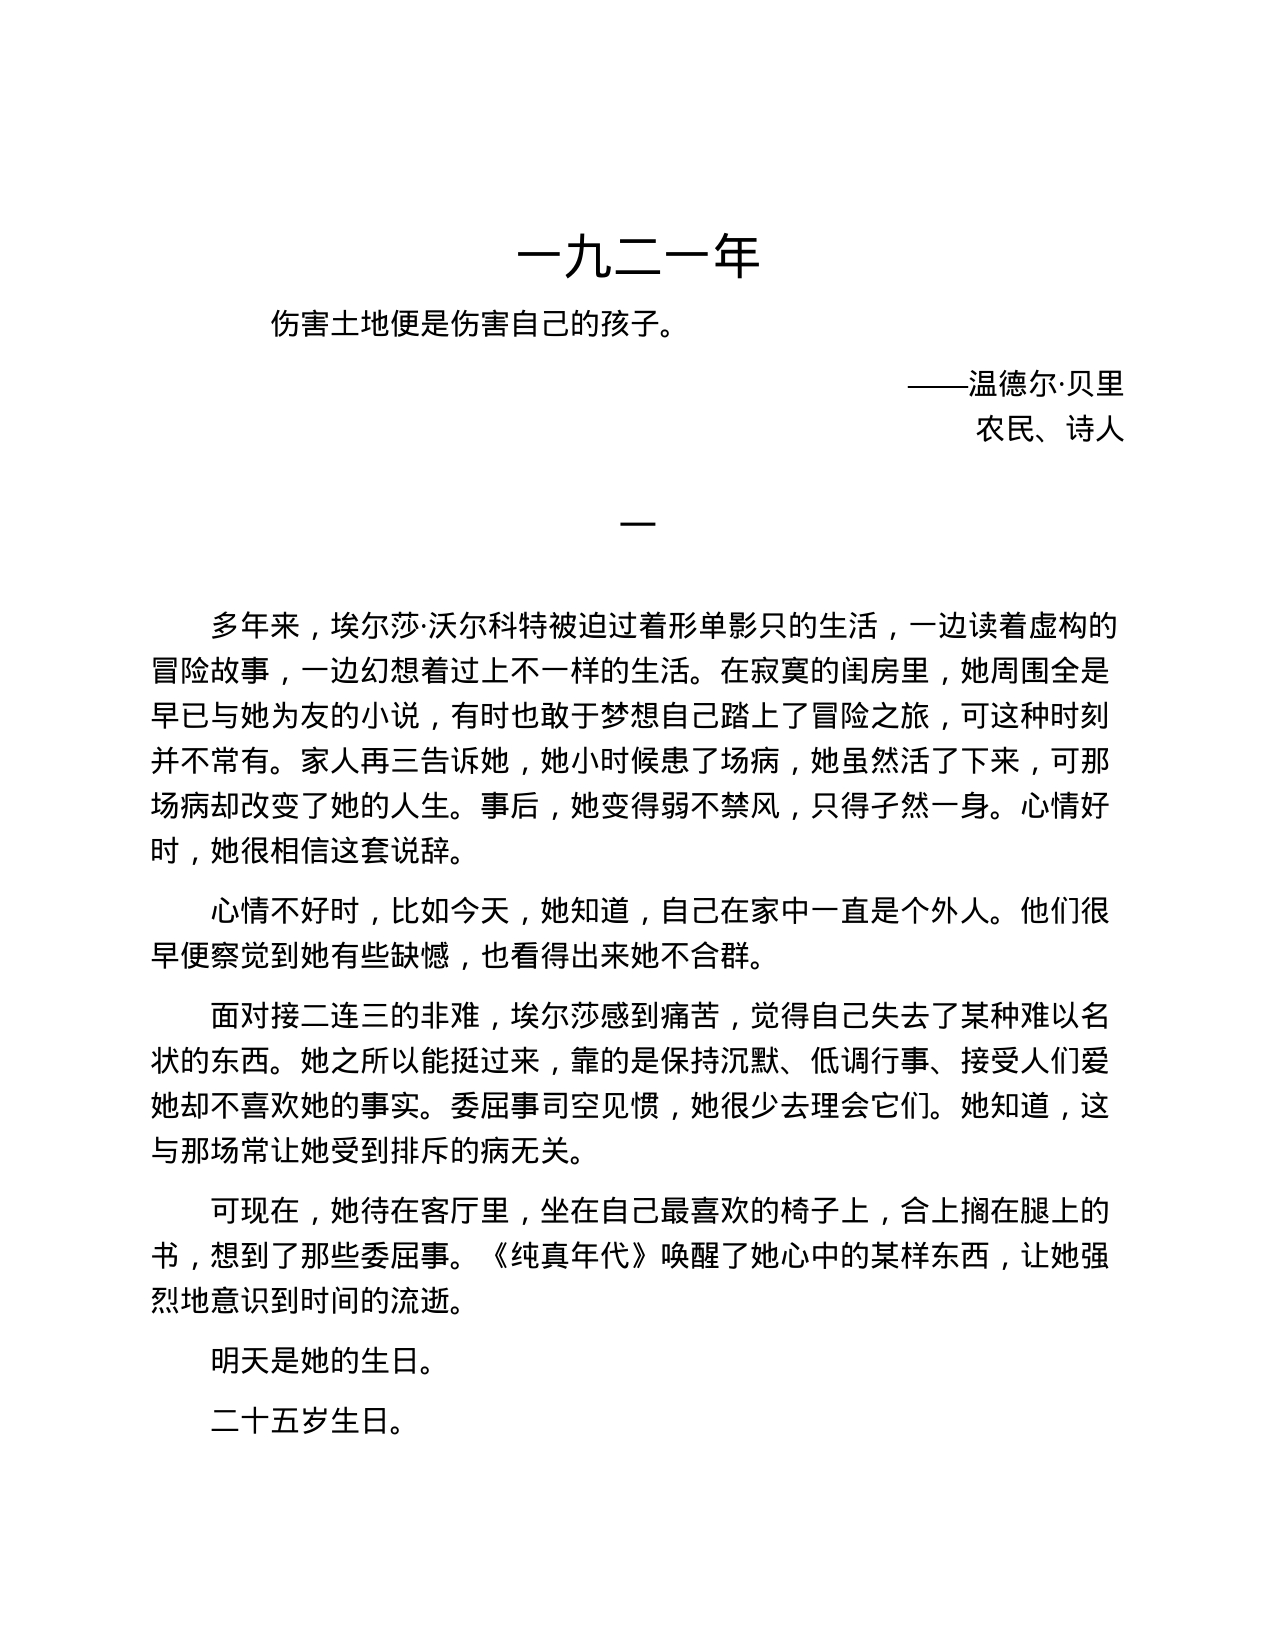 一九二一年
伤害土地便是伤害自己的孩子。
——温德尔·贝里
农民、诗人
一
多年来，埃尔莎·沃尔科特被迫过着形单影只的生活，一边读着虚构的
冒险故事，一边幻想着过上不一样的生活。在寂寞的闺房里，她周围全是
早已与她为友的小说，有时也敢于梦想自己踏上了冒险之旅，可这种时刻
并不常有。家人再三告诉她，她小时候患了场病，她虽然活了下来，可那
场病却改变了她的人生。事后，她变得弱不禁风，只得孑然一身。心情好
时，她很相信这套说辞。
心情不好时，比如今天，她知道，自己在家中一直是个外人。他们很
早便察觉到她有些缺憾，也看得出来她不合群。
面对接二连三的非难，埃尔莎感到痛苦，觉得自己失去了某种难以名
状的东西。她之所以能挺过来，靠的是保持沉默、低调行事、接受人们爱
她却不喜欢她的事实。委屈事司空见惯，她很少去理会它们。她知道，这
与那场常让她受到排斥的病无关。
可现在，她待在客厅里，坐在自己最喜欢的椅子上，合上搁在腿上的
书，想到了那些委屈事。《纯真年代》唤醒了她心中的某样东西，让她强
烈地意识到时间的流逝。
明天是她的生日。
二十五岁生日。